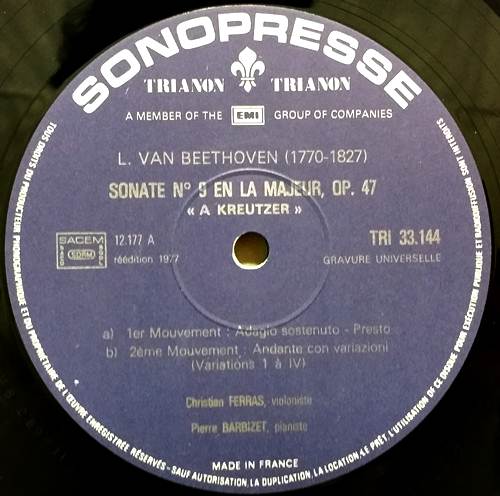 SONOPRESSE
TRIANON TRIANON
A MEMBER OF THE EMI GROUP OF COMPANIES
L. VAN BEETHOVEN (1770-1827)
SONATE N° 9 EN LA MAJEUR, OP. 47
« A KREUTZER »
SACEM
SDRM
12.177 A
réédition 1977
TRI 33.144
GRAVURE UNIVERSELLE
a) 1er Mouvement : Adagio sostenuto - Presto
b) 2ème Mouvement : Andante con variazioni
(Variations 1 à IV)
Christian FERRAS, violoniste
Pierre BARBIZET, pianiste
MADE IN FRANCE
TOUS DROITS DU PRODUCTEUR PHONOGRAPHIQUE ET DU PROPRIÉTAIRE DE L'ŒUVRE ENREGISTRÉE RÉSERVÉS - SAUF AUTORISATION, LA DUPLICATION, LA LOCATION, LE PRÊT, L'UTILISATION DE CE DISQUE POUR EXÉCUTION PUBLIQUE ET RADIODIFFUSION SONT INTERDITS